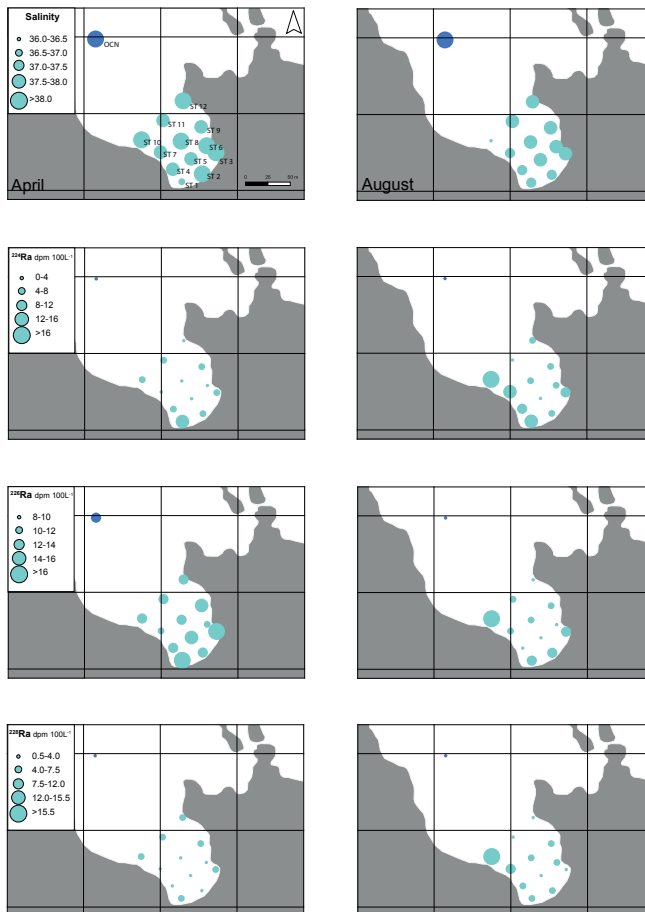 Salinity
36.0-36.5
36.5-37.0
37.0-37.5
37.5-38.0
>38.0
OCN
ST 12
ST 11
ST 9
ST 10
ST 8
ST 6
ST 7
ST 5
ST 3
ST 4
ST 2
ST 1
April
August
²²⁴Ra dpm 100L⁻¹
0-4
4-8
8-12
12-16
>16
²²⁶Ra dpm 100L⁻¹
8-10
10-12
12-14
14-16
>16
²²⁸Ra dpm 100L⁻¹
0.5-4.0
4.0-7.5
7.5-12.0
12.0-15.5
>15.5